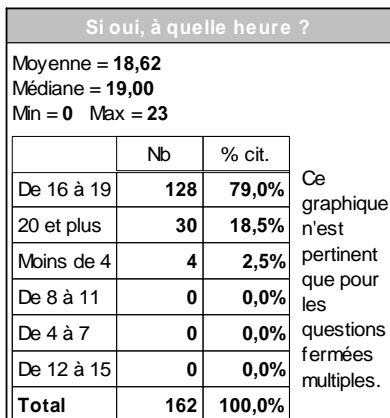 Si oui, à quelle heure ?
Moyenne = 18,62
Médiane = 19,00
Min = 0 Max = 23
Nb % cit.
De 16 à 19 128 79,0%
20 et plus 30 18,5%
Moins de 4 4 2,5%
De 8 à 11 0 0,0%
De 4 à 7 0 0,0%
De 12 à 15 0 0,0%
Total 162 100,0%
Ce
graphique
n'est
pertinent
que pour
les
questions
fermées
multiples.